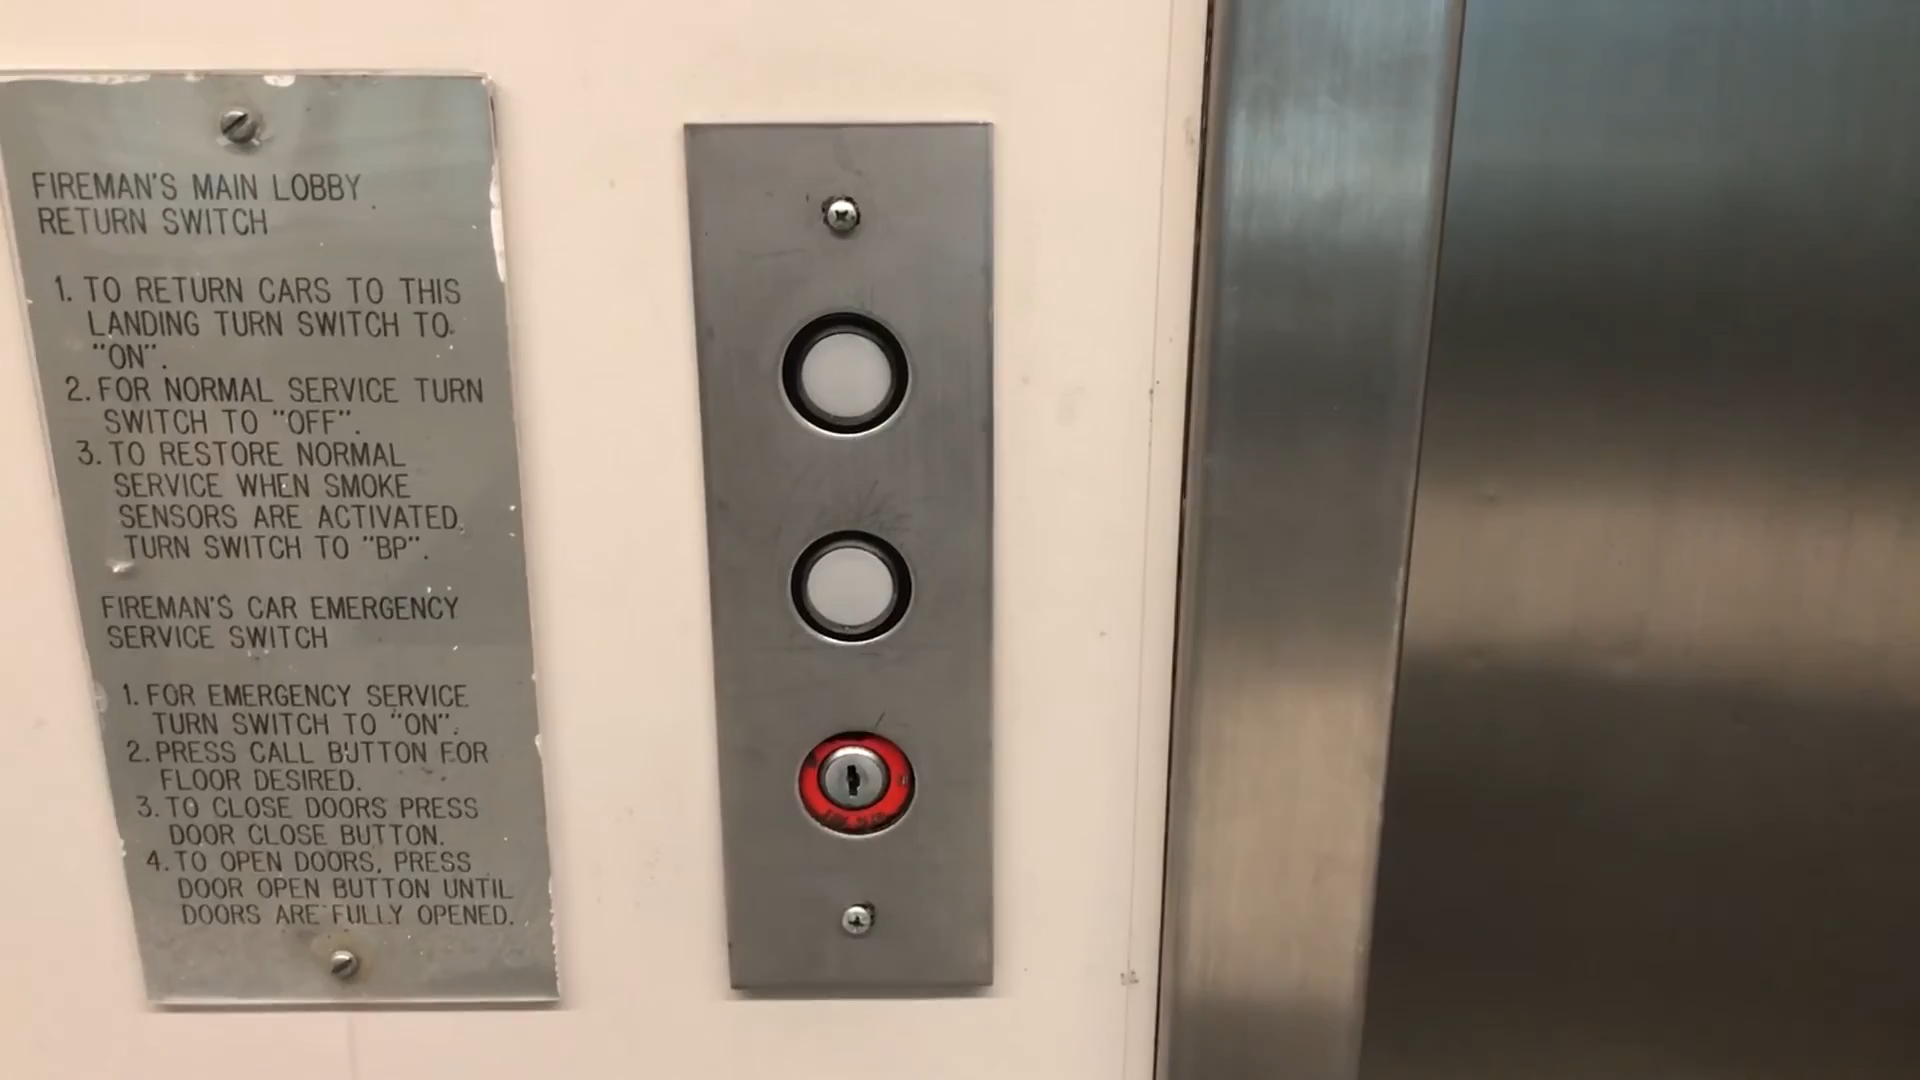 FIREMAN'S MAIN LOBBY
RETURN SWITCH
1. TO RETURN CARS TO THIS
LANDING TURN SWITCH TO
"ON".
2. FOR NORMAL SERVICE TURN
SWITCH TO "OFF".
3. TO RESTORE NORMAL
SERVICE WHEN SMOKE
SENSORS ARE ACTIVATED
TURN SWITCH TO "BP".
FIREMAN'S CAR EMERGENCY
SERVICE SWITCH
1. FOR EMERGENCY SERVICE
TURN SWITCH TO "ON".
2. PRESS CALL BUTTON FOR
FLOOR DESIRED.
3. TO CLOSE DOORS PRESS
DOOR CLOSE BUTTON.
4. TO OPEN DOORS, PRESS
DOOR OPEN BUTTON UNTIL
DOORS ARE FULLY OPENED.